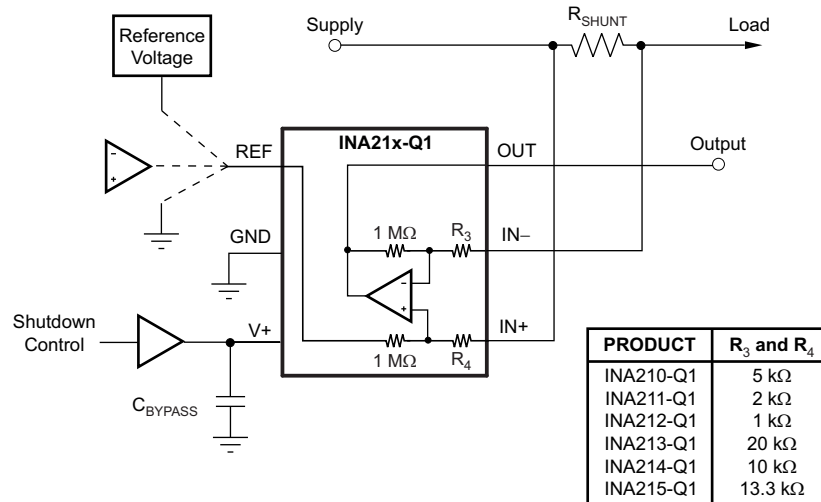 Supply
R_SHUNT
Load
Reference
Voltage
INA21x-Q1
REF
OUT
Output
-
+
GND
1 MΩ
R3
IN−
-
+
Shutdown
Control
V+
1 MΩ
R4
IN+
C_BYPASS
PRODUCT R3 and R4
INA210-Q1 5 kΩ
INA211-Q1 2 kΩ
INA212-Q1 1 kΩ
INA213-Q1 20 kΩ
INA214-Q1 10 kΩ
INA215-Q1 13.3 kΩ